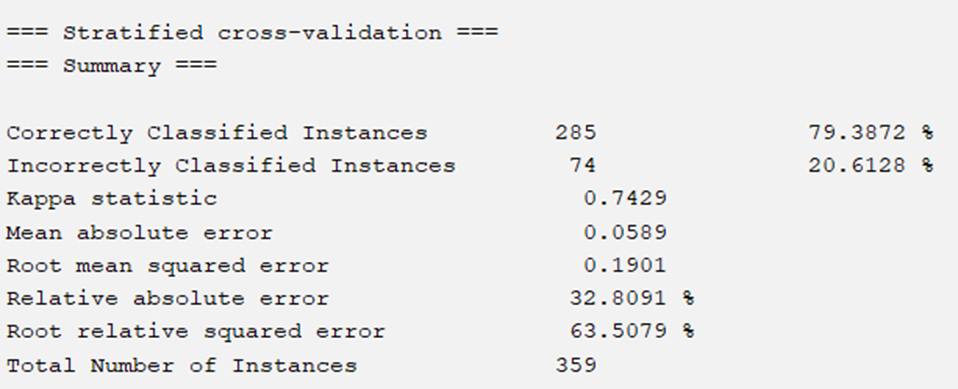 === Stratified cross-validation ===
=== Summary ===
Correctly Classified Instances 285 79.3872 %
Incorrectly Classified Instances 74 20.6128 %
Kappa statistic 0.7429
Mean absolute error 0.0589
Root mean squared error 0.1901
Relative absolute error 32.8091 %
Root relative squared error 63.5079 %
Total Number of Instances 359